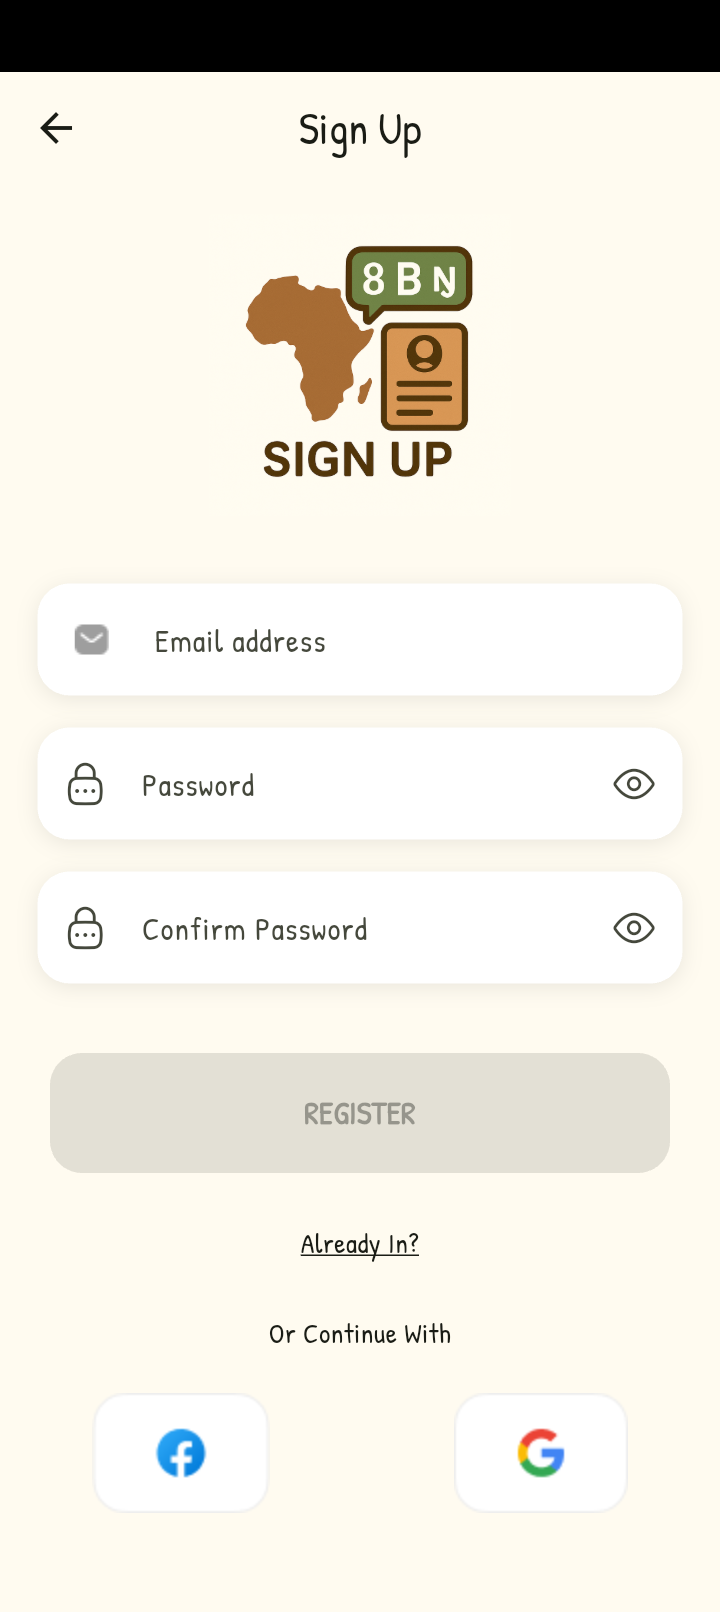 Sign Up
8 B Ŋ
SIGN UP
Email address
Password
Confirm Password
REGISTER
Already In?
Or Continue With